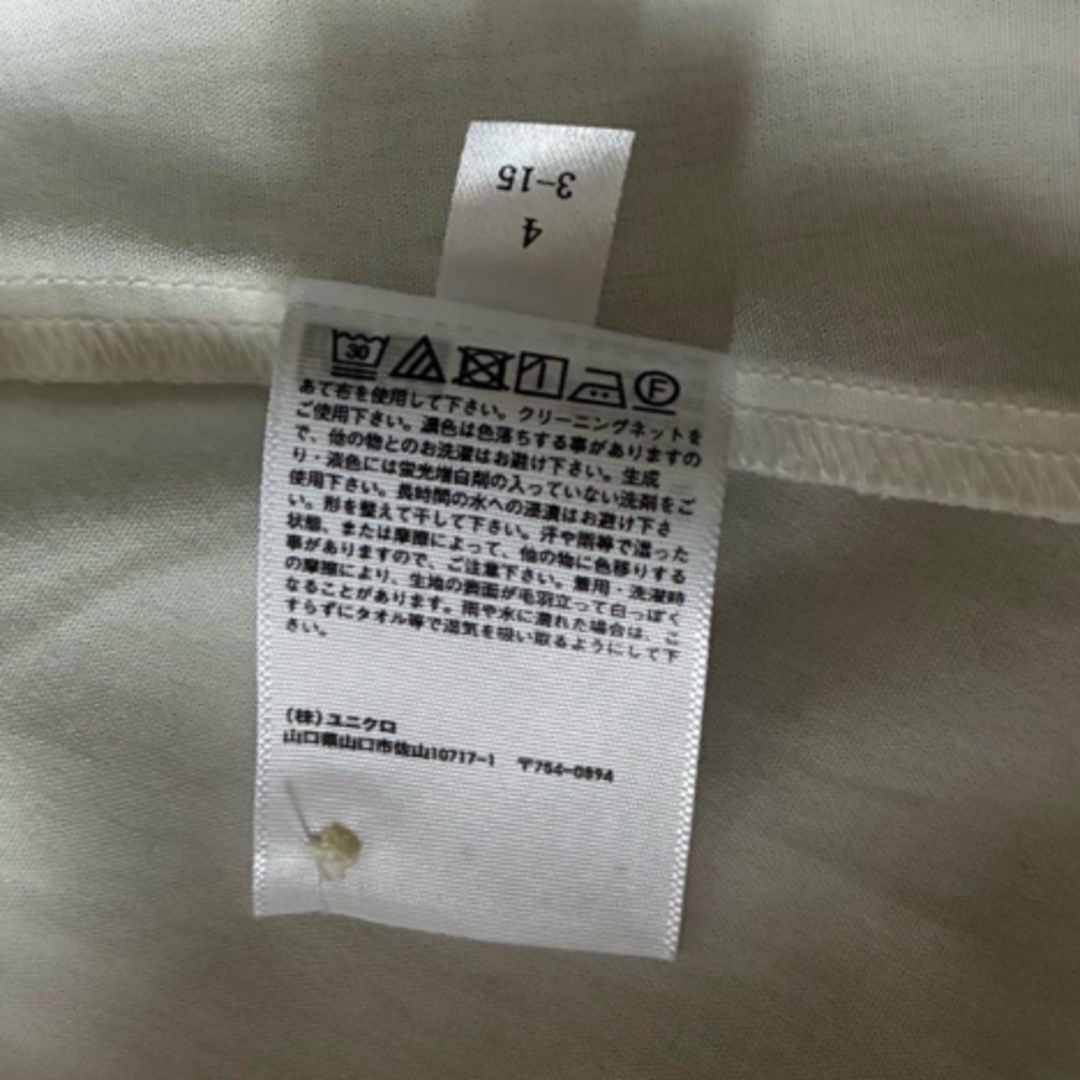 3-15
4
30
F
あて布を使用して下さい。クリーニングネットを
ご使用下さい。濃色は色落ちする事がありますの
で、他の物とのお洗濯はお避け下さい。生成
り・淡色には蛍光増白剤の入っていない洗剤をご
使用下さい。長時間の水への浸漬はお避け下さ
い。形を整えて干して下さい。汗や雨等で湿った
状態、または摩擦によって、他の物に色移りする
事がありますので、ご注意下さい。着用・洗濯時
の摩擦により、生地の表面が毛羽立って白っぽく
なることがあります。雨や水に濡れた場合は、こ
すらずにタオル等で湿気を吸い取るようにして下
さい。
(株)ユニクロ
山口県山口市佐山10717-1 〒754-0894